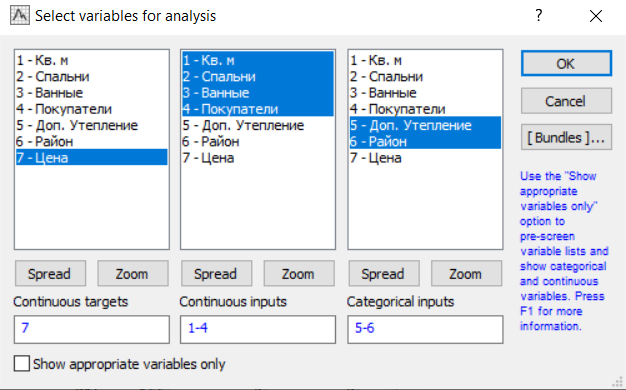 Select variables for analysis
?
1 - Кв. м
2 - Спальни
3 - Ванные
4 - Покупатели
5 - Доп. Утепление
6 - Район
7 - Цена
1 - Кв. м
2 - Спальни
3 - Ванные
4 - Покупатели
5 - Доп. Утепление
6 - Район
7 - Цена
1 - Кв. м
2 - Спальни
3 - Ванные
4 - Покупатели
5 - Доп. Утепление
6 - Район
7 - Цена
OK
Cancel
[ Bundles ]...
Use the "Show
appropriate
variables only"
option to
pre-screen
variable lists and
show categorical
and continuous
variables. Press
F1 for more
information.
Spread Zoom Spread Zoom Spread Zoom
Continuous targets Continuous inputs Categorical inputs
7 1-4 5-6
Show appropriate variables only